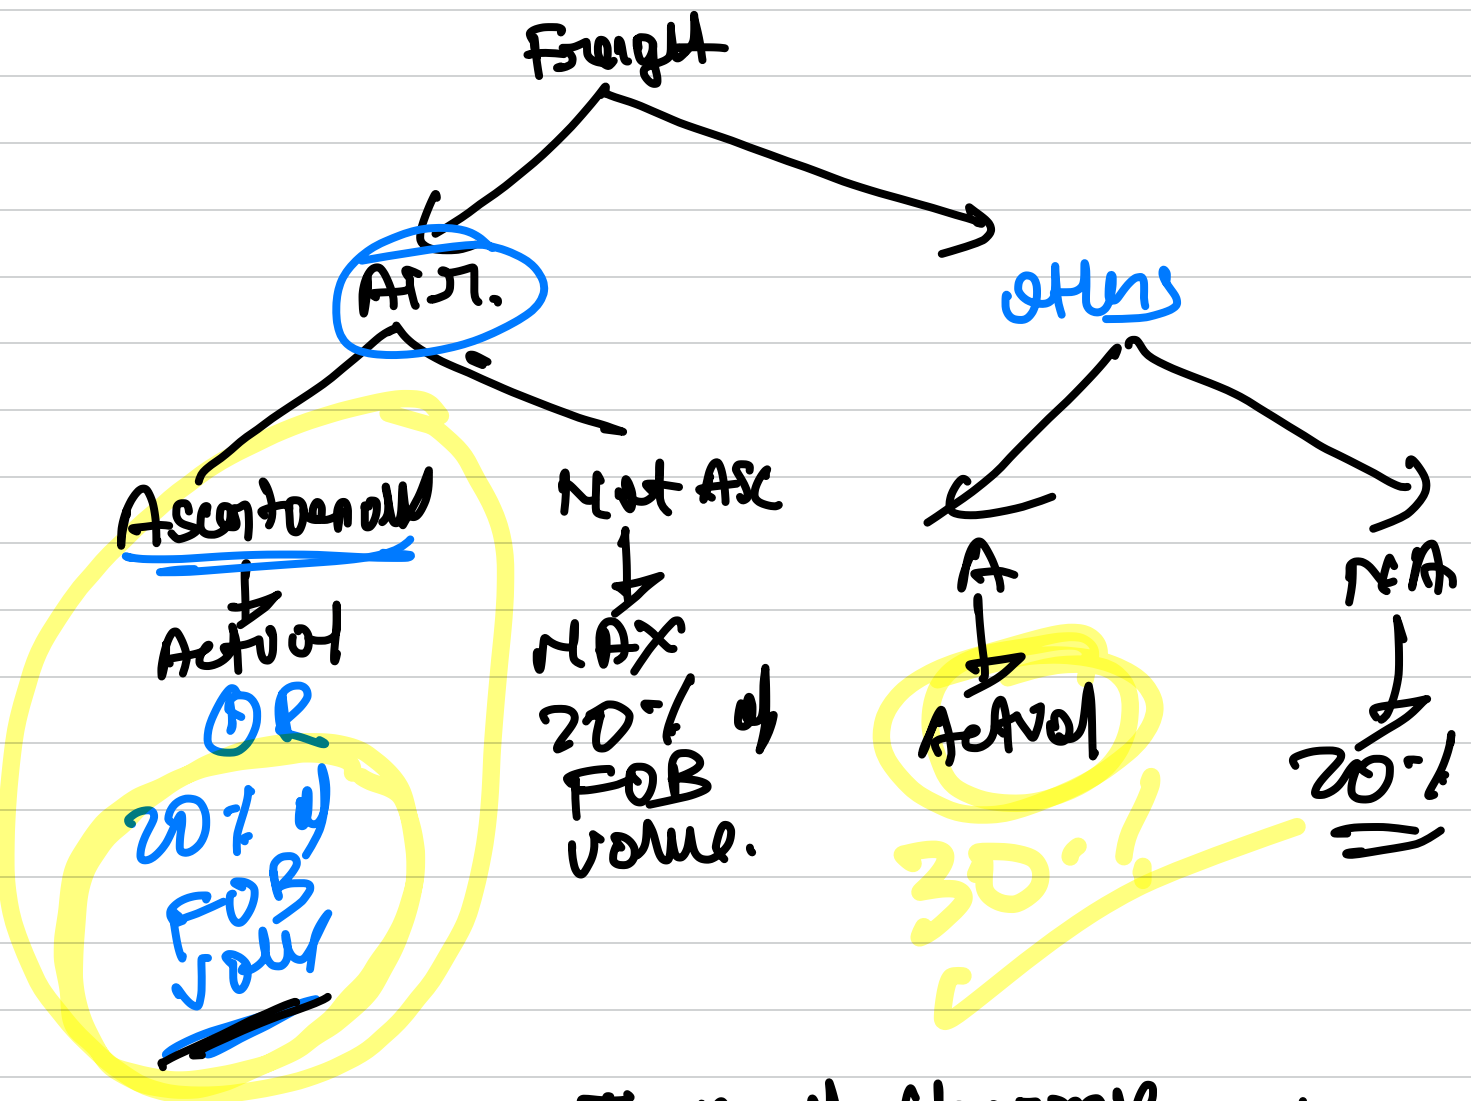 Freight
Air.
others
Ascertainable
Not ASC
Actual
OR
20% of
FOB
value
MAX
20% of
FOB
value.
A
Actual
30%
N.A
20%